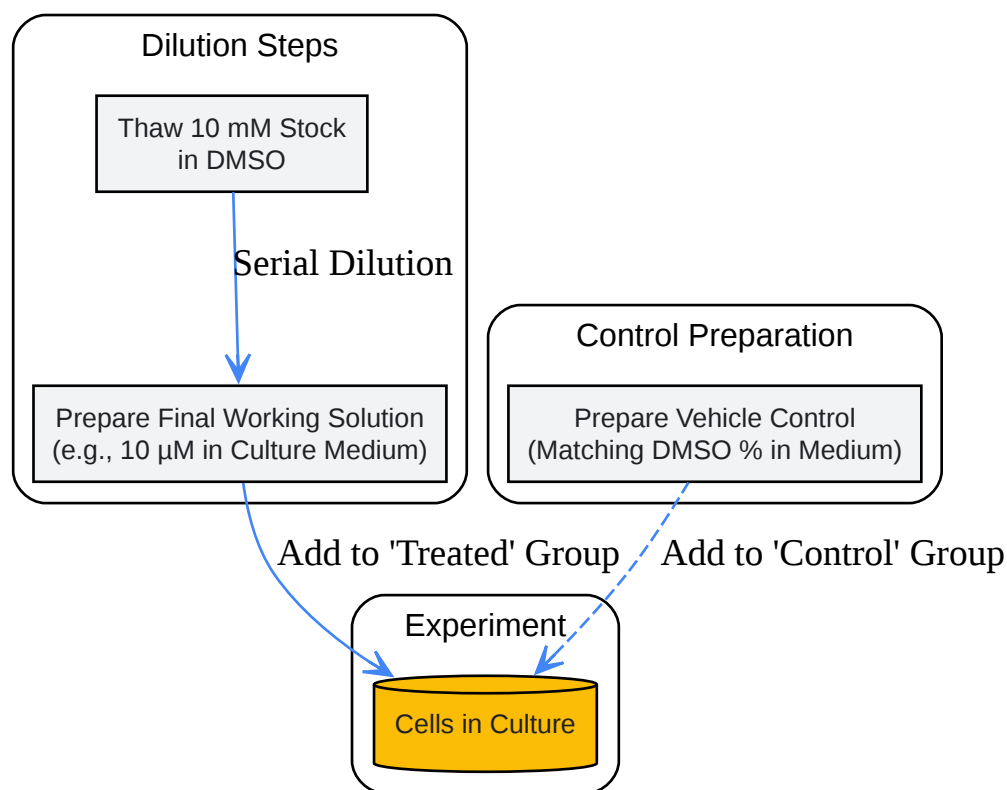 Dilution Steps
Thaw 10 mM Stock
in DMSO
Serial Dilution
Prepare Final Working Solution
(e.g., 10 µM in Culture Medium)
Control Preparation
Prepare Vehicle Control
(Matching DMSO % in Medium)
Add to 'Treated' Group
Add to 'Control' Group
Experiment
Cells in Culture